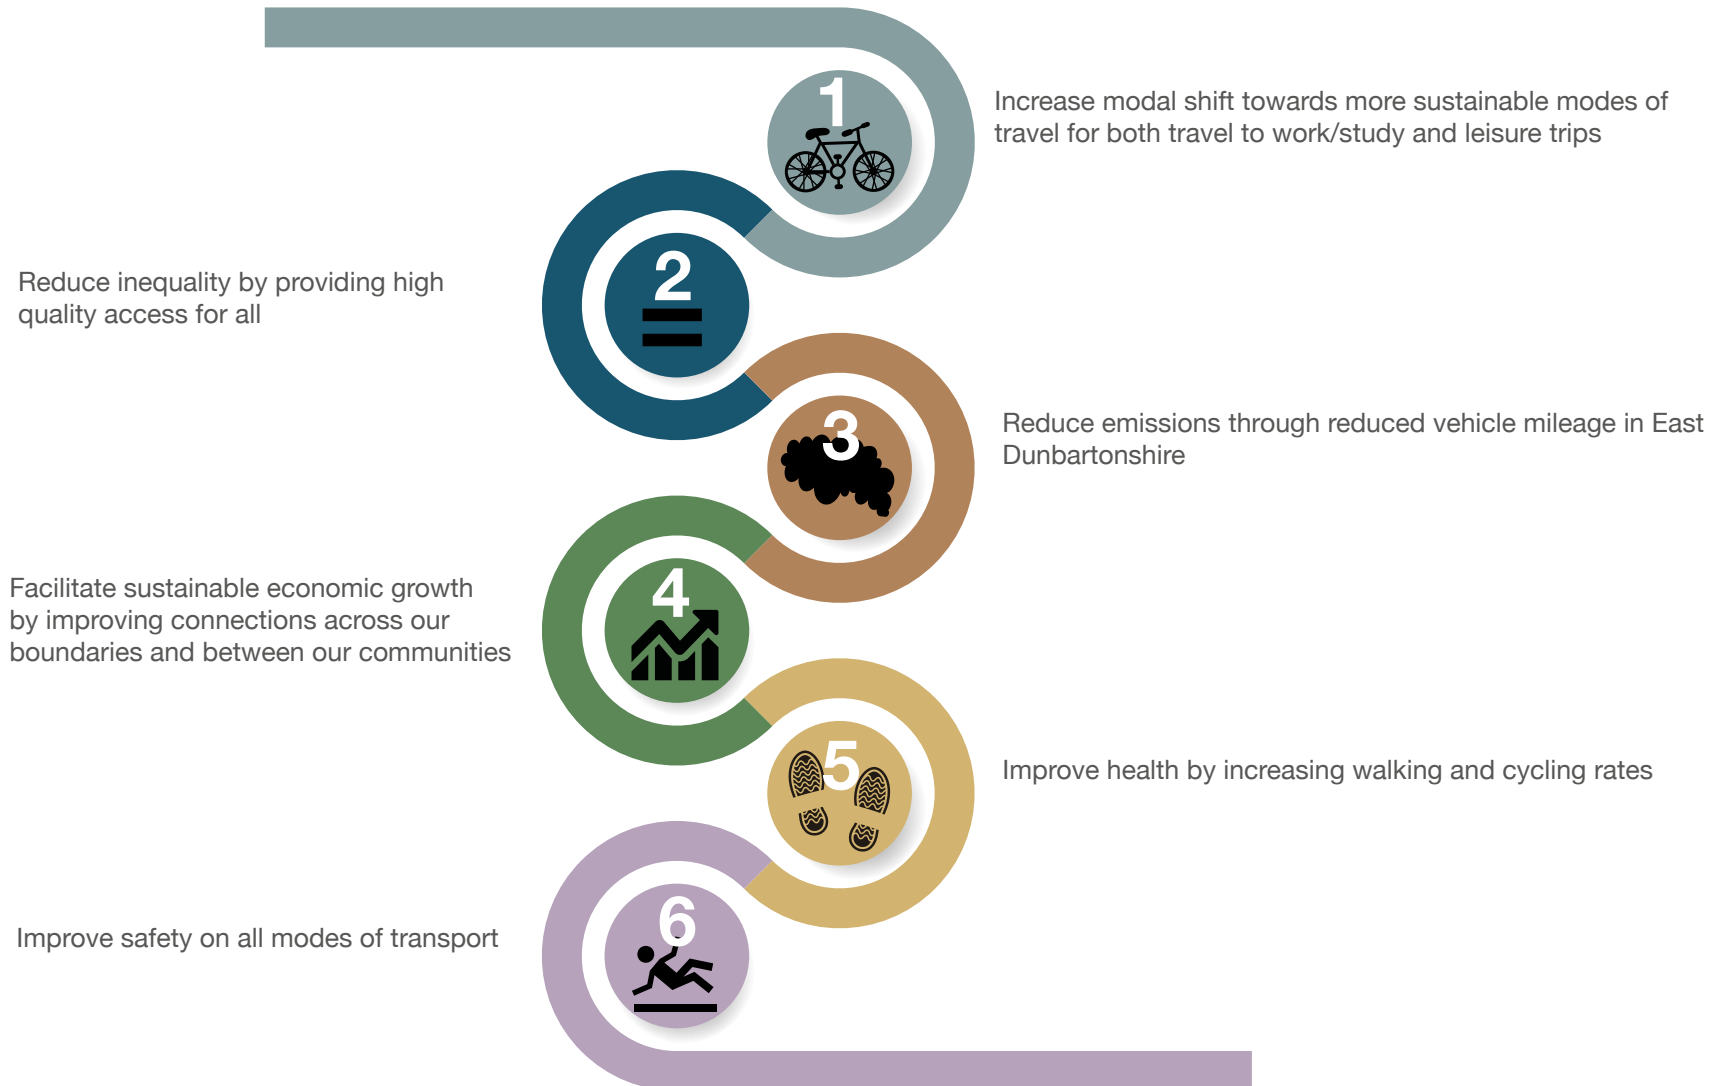 1
Increase modal shift towards more sustainable modes of
travel for both travel to work/study and leisure trips
2
Reduce inequality by providing high
quality access for all
3
Reduce emissions through reduced vehicle mileage in East
Dunbartonshire
4
Facilitate sustainable economic growth
by improving connections across our
boundaries and between our communities
5
Improve health by increasing walking and cycling rates
6
Improve safety on all modes of transport